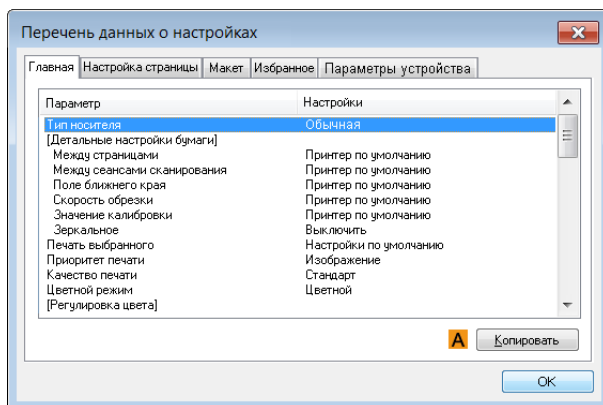 Перечень данных о настройках
Главная Настройка страницы Макет Избранное Параметры устройства
Параметр Настройки
Тип носителя Обычная
[Детальные настройки бумаги]
Между страницами Принтер по умолчанию
Между сеансами сканирования Принтер по умолчанию
Поле ближнего края Принтер по умолчанию
Скорость обрезки Принтер по умолчанию
Значение калибровки Принтер по умолчанию
Зеркальное Выключить
Печать выбранного Настройки по умолчанию
Приоритет печати Изображение
Качество печати Стандарт
Цветной режим Цветной
[Регулировка цвета]
A Копировать
OK